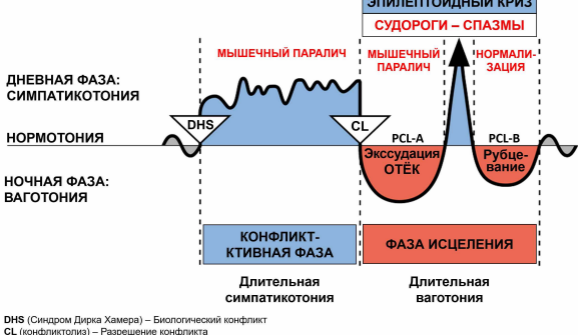 ЭПИЛЕПТОИДНЫЙ КРИЗ
СУДОРОГИ – СПАЗМЫ
МЫШЕЧНЫЙ ПАРАЛИЧ
МЫШЕЧНЫЙ
ПАРАЛИЧ
НОРМАЛИ-
ЗАЦИЯ
ДНЕВНАЯ ФАЗА:
СИМПАТИКОТОНИЯ
DHS
CL
НОРМОТОНИЯ
PCL-A
PCL-B
Экссудация
ОТЁК
Рубце-
вание
НОЧНАЯ ФАЗА:
ВАГОТОНИЯ
КОНФЛИКТ-
КТИВНАЯ ФАЗА
ФАЗА ИСЦЕЛЕНИЯ
Длительная
симпатикотония
Длительная
ваготония
DHS (Синдром Дирка Хамера) – Биологический конфликт
CL (конфликтолиз) – Разрешение конфликта